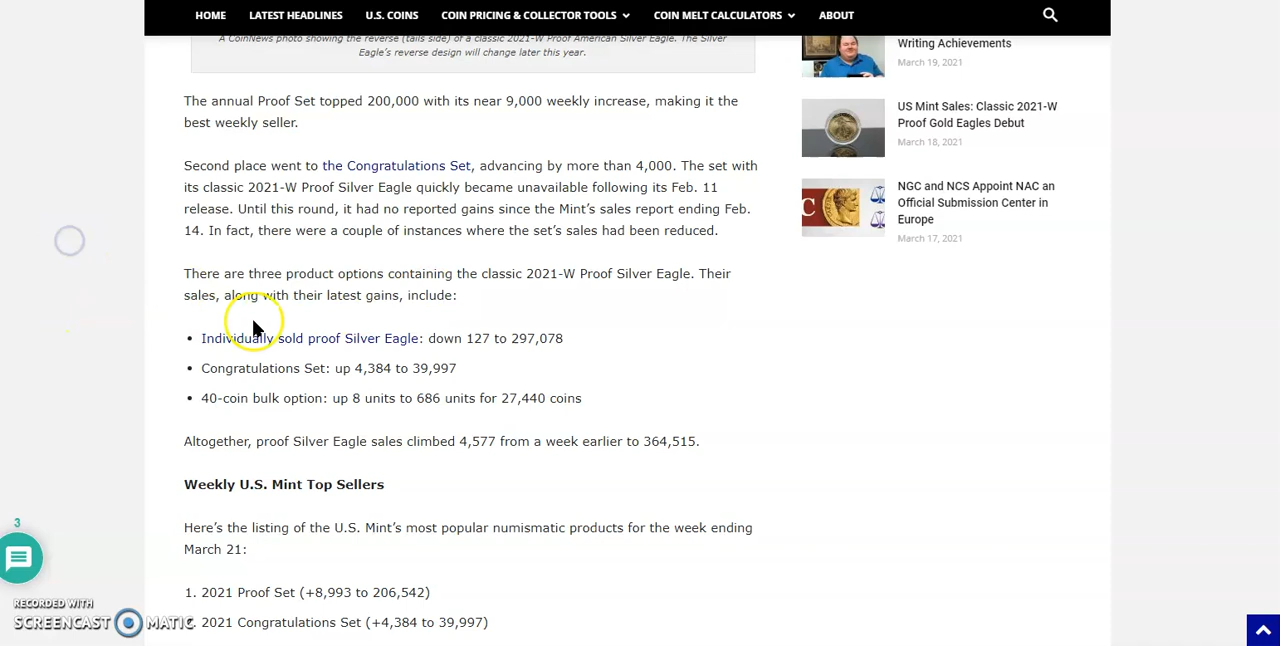 HOME LATEST HEADLINES U.S. COINS COIN PRICING & COLLECTOR TOOLS COIN MELT CALCULATORS ABOUT
A CoinNews photo showing the reverse (tails side) of a classic 2021-W Proof American Silver Eagle. The Silver
Eagle's reverse design will change later this year.
The annual Proof Set topped 200,000 with its near 9,000 weekly increase, making it the
best weekly seller.
Second place went to the Congratulations Set, advancing by more than 4,000. The set with
its classic 2021-W Proof Silver Eagle quickly became unavailable following its Feb. 11
release. Until this round, it had no reported gains since the Mint's sales report ending Feb.
14. In fact, there were a couple of instances where the set's sales had been reduced.
There are three product options containing the classic 2021-W Proof Silver Eagle. Their
sales, along with their latest gains, include:
• Individually sold proof Silver Eagle: down 127 to 297,078
• Congratulations Set: up 4,384 to 39,997
• 40-coin bulk option: up 8 units to 686 units for 27,440 coins
Altogether, proof Silver Eagle sales climbed 4,577 from a week earlier to 364,515.
Weekly U.S. Mint Top Sellers
Here's the listing of the U.S. Mint's most popular numismatic products for the week ending
March 21:
1. 2021 Proof Set (+8,993 to 206,542)
2021 Congratulations Set (+4,384 to 39,997)
Writing Achievements
March 19, 2021
US Mint Sales: Classic 2021-W
Proof Gold Eagles Debut
March 18, 2021
C
NGC and NCS Appoint NAC an
Official Submission Center in
Europe
March 17, 2021
3
RECORDED WITH
SCREENCAST MATIC